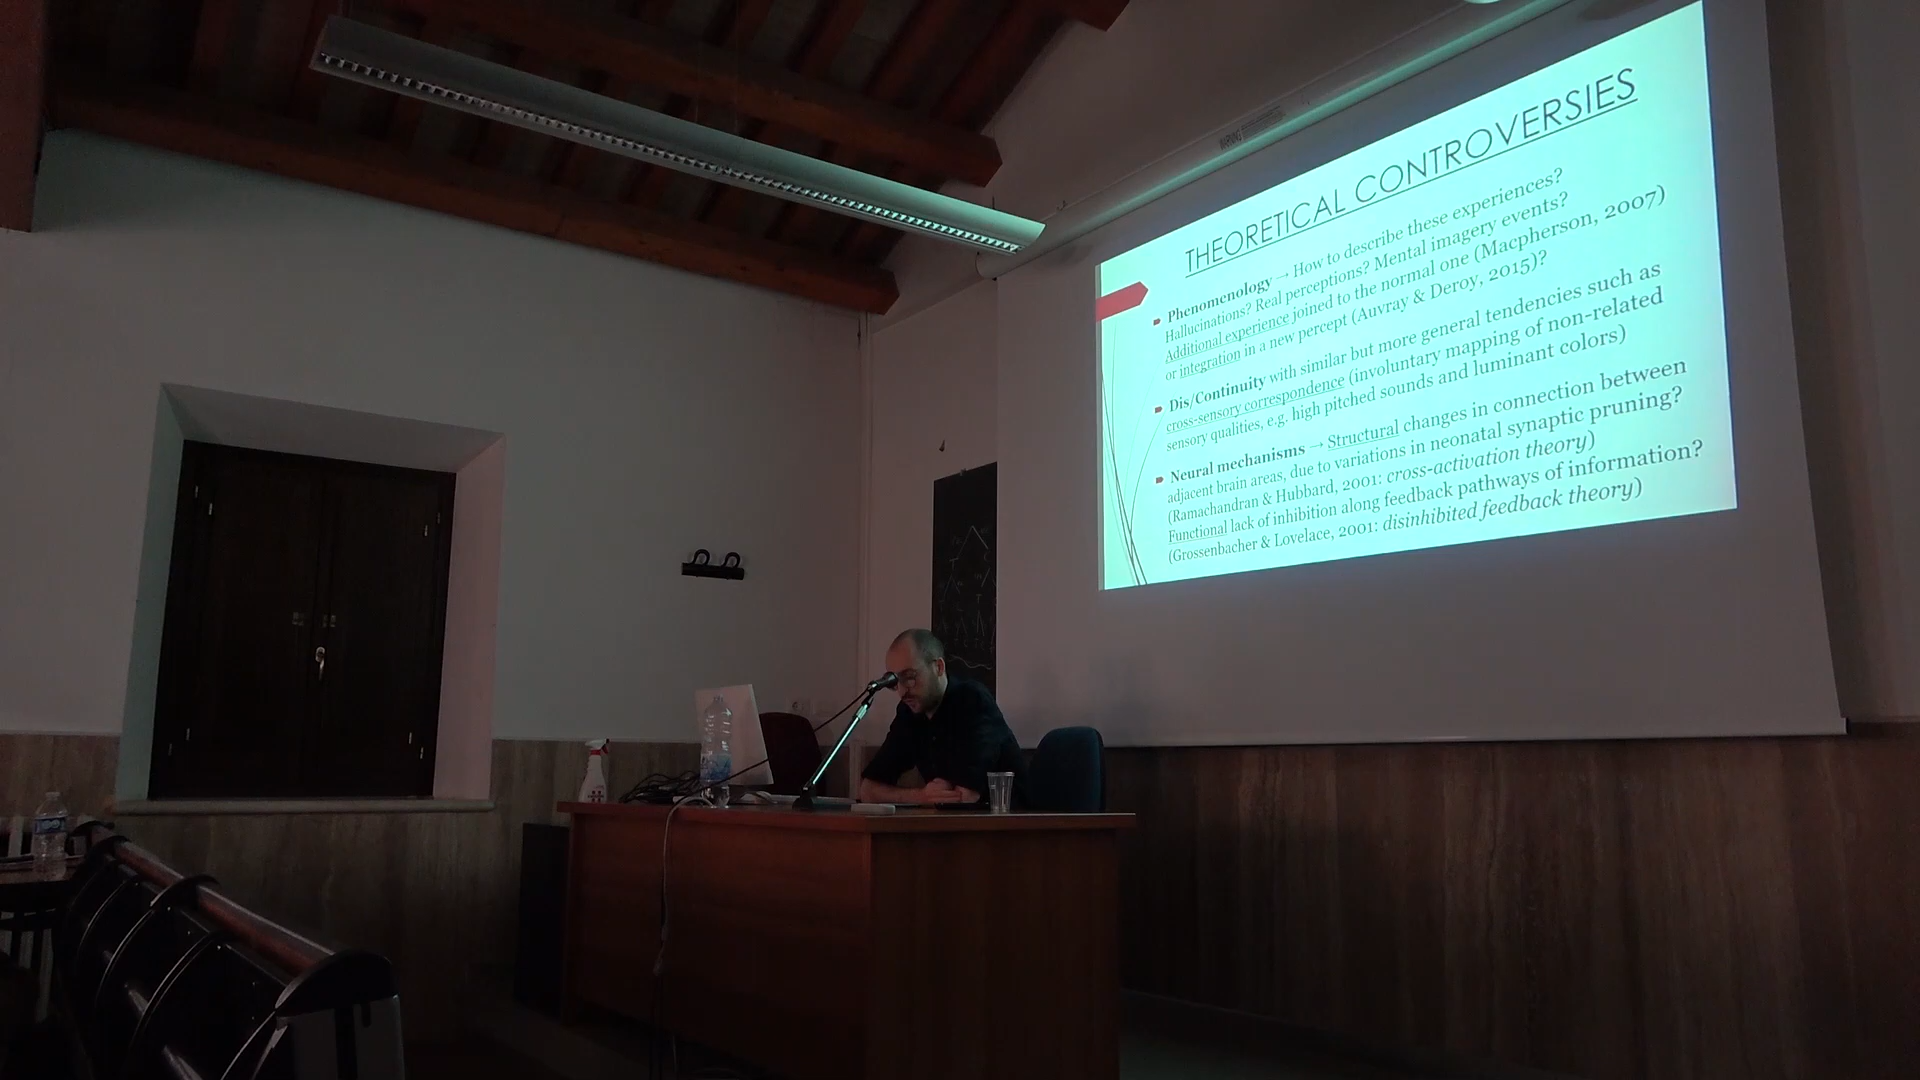 THEORETICAL CONTROVERSIES
Phenomenology → How to describe these experiences?
Hallucinations? Real perceptions? Mental imagery events?
Additional experience joined to the normal one (Macpherson, 2007)
or integration in a new percept (Auvray & Deroy, 2015)?
Dis/Continuity with similar but more general tendencies such as
cross-sensory correspondence (involuntary mapping of non-related
sensory qualities, e.g. high pitched sounds and luminant colors)
Neural mechanisms → Structural changes in connection between
adjacent brain areas, due to variations in neonatal synaptic pruning?
(Ramachandran & Hubbard, 2001: cross-activation theory)
Functional lack of inhibition along feedback pathways of information?
(Grossenbacher & Lovelace, 2001: disinhibited feedback theory)
WARNING